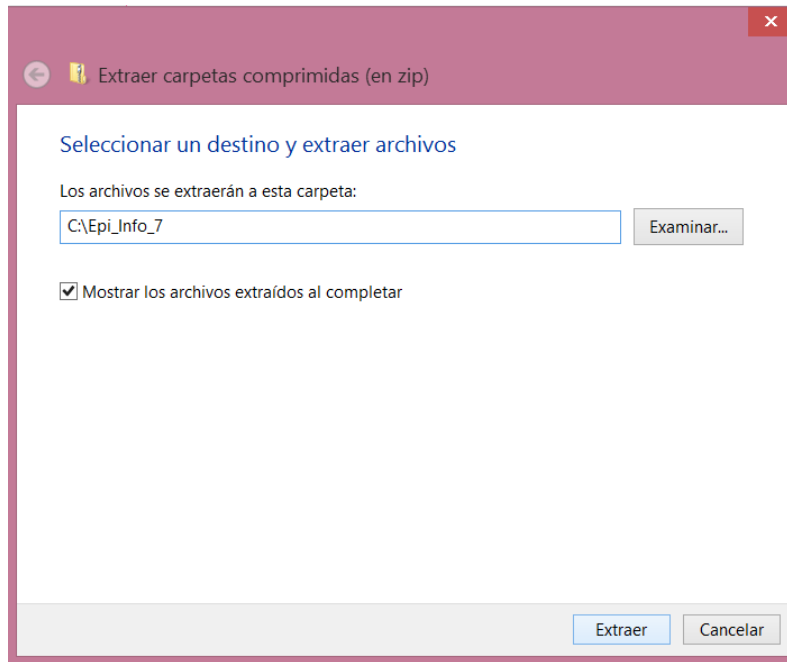 Extraer carpetas comprimidas (en zip)
Seleccionar un destino y extraer archivos
Los archivos se extraerán a esta carpeta:
C:\Epi_Info_7
Examinar...
Mostrar los archivos extraídos al completar
Extraer
Cancelar